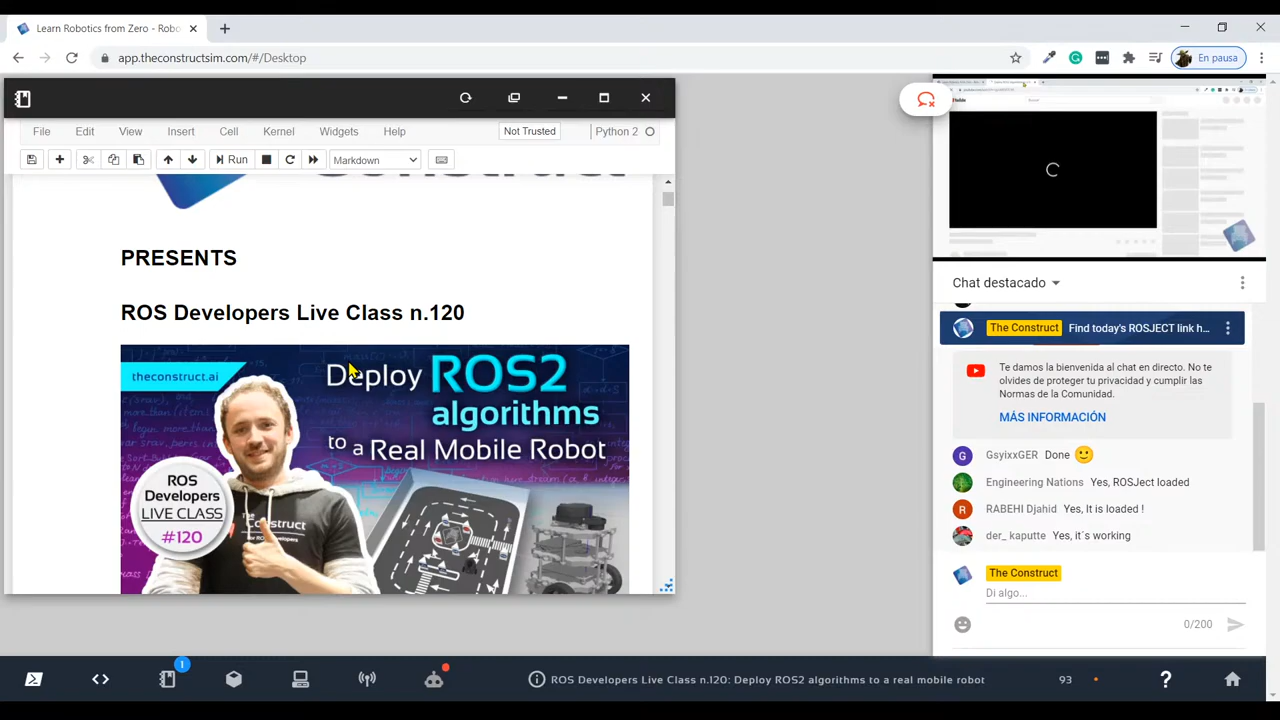 Learn Robotics from Zero - Robo
app.theconstructsim.com/#/Desktop
En pausa
File Edit View Insert Cell Kernel Widgets Help Not Trusted Python 2
Run Markdown
PRESENTS
ROS Developers Live Class n.120
theconstruct.ai
Deploy ROS2
algorithms
to a Real Mobile Robot
ROS
Developers
LIVE CLASS
#120
The Construct
Chat destacado
The Construct Find today's ROSJECT link h...
Te damos la bienvenida al chat en directo. No te
olvides de proteger tu privacidad y cumplir las
Normas de la Comunidad.
MÁS INFORMACIÓN
G GsyixxGER Done
Engineering Nations Yes, ROSJect loaded
R RABEHI Djahid Yes, It is loaded !
der_ kaputte Yes, it´s working
The Construct
Di algo...
0/200
1
ROS Developers Live Class n.120: Deploy ROS2 algorithms to a real mobile robot 93